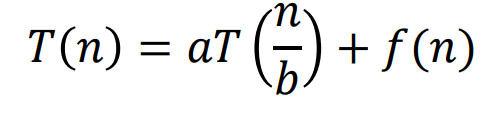 T(n) = aT(n/b) + f(n)